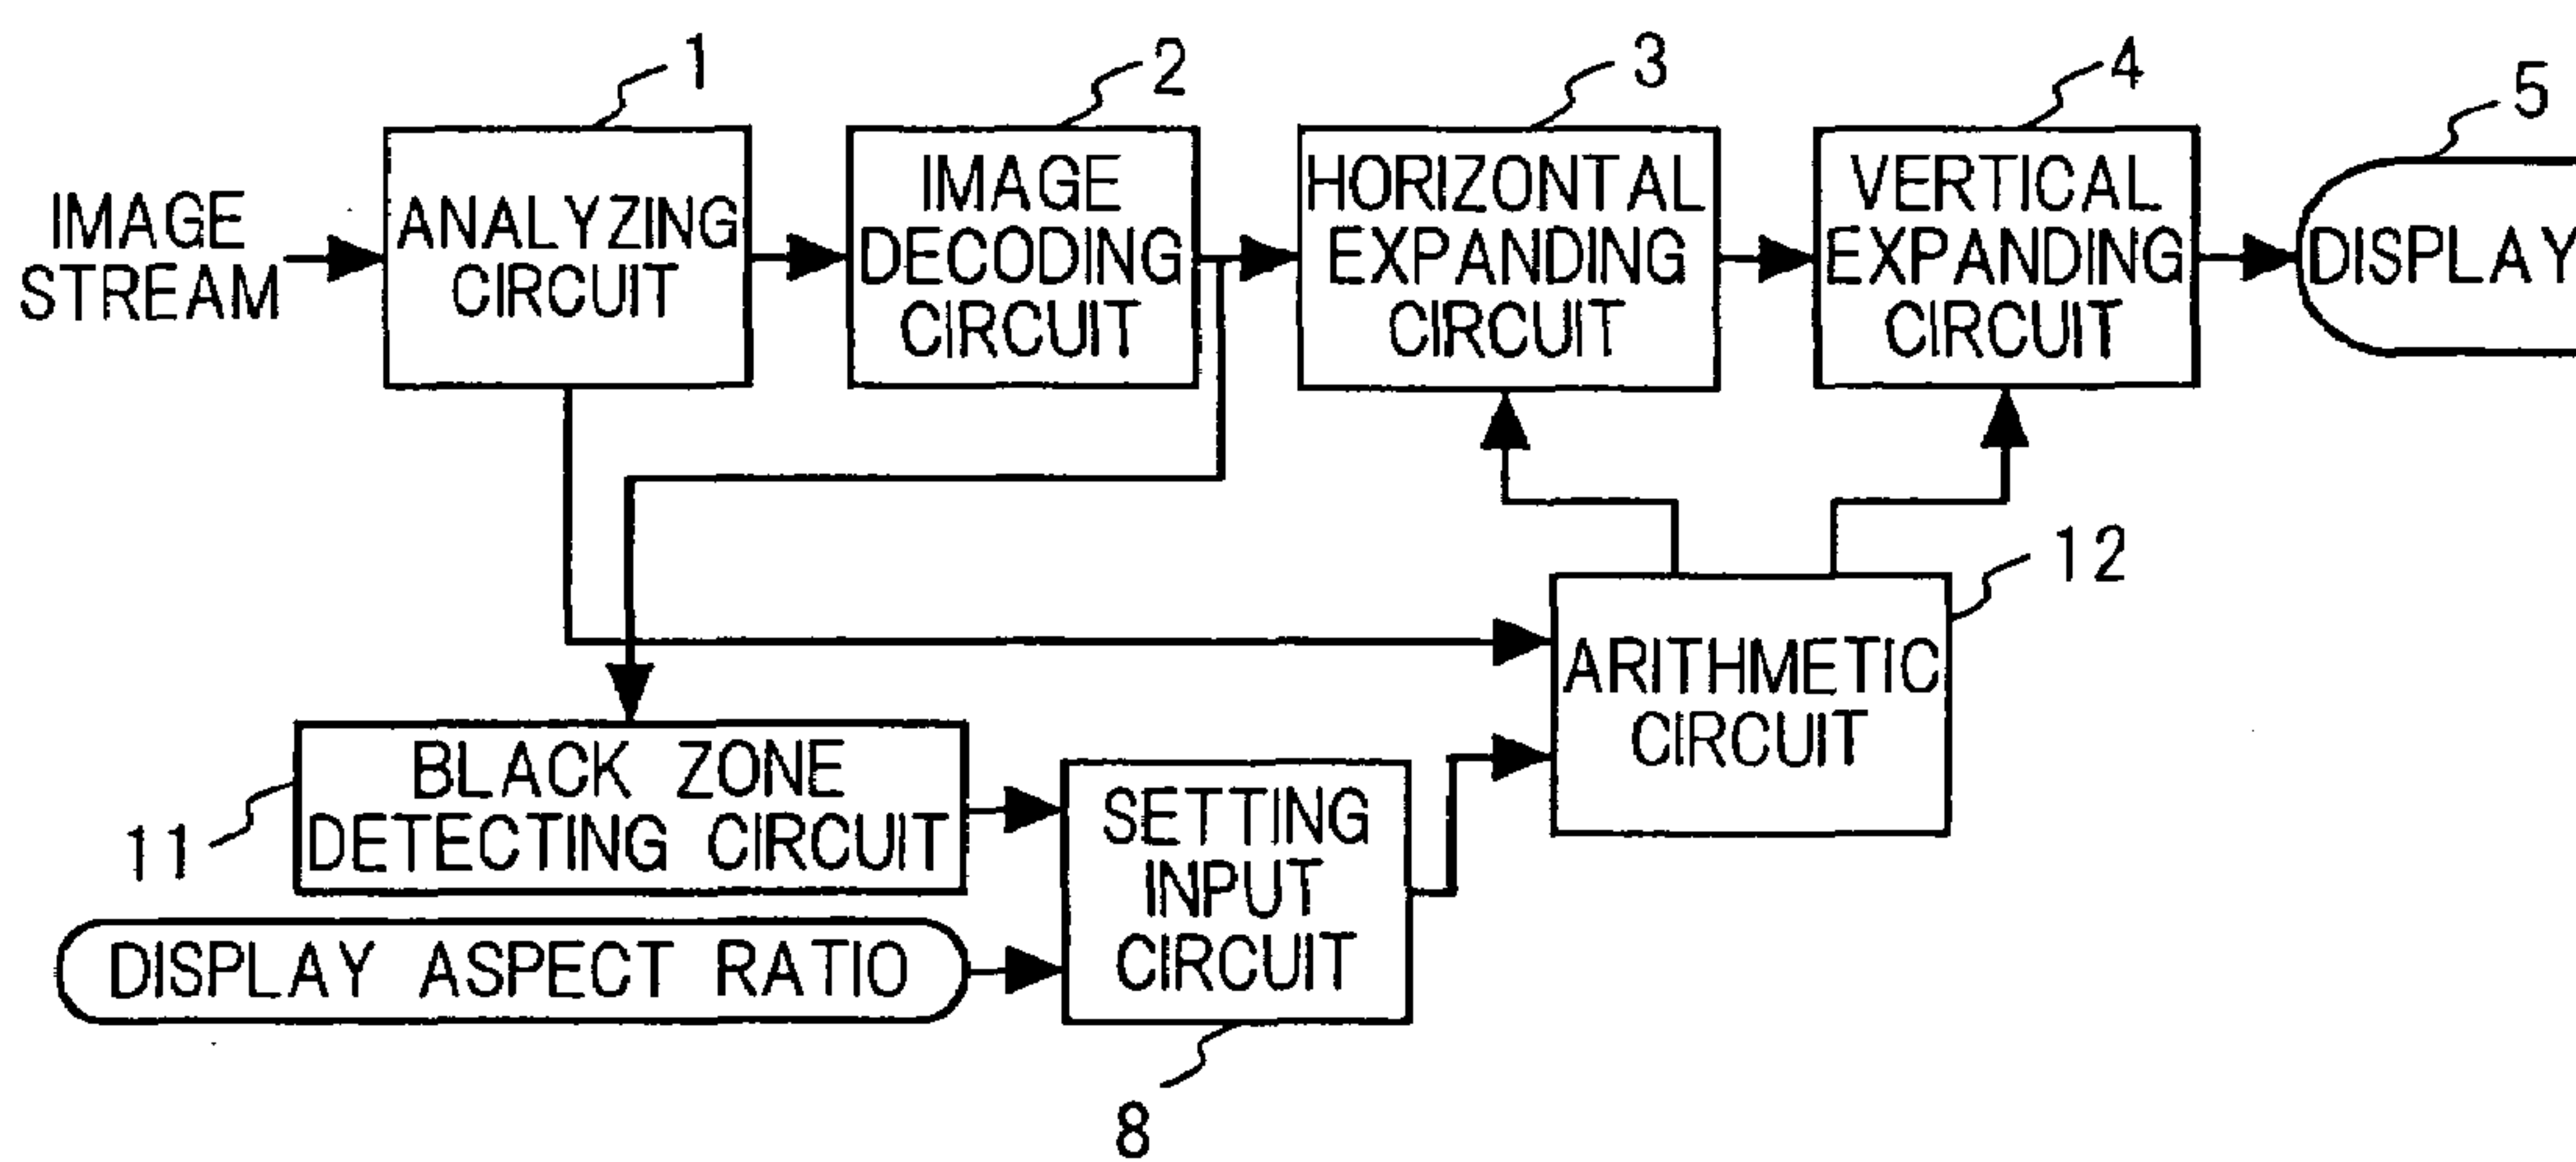 1
2
3
4
5
IMAGE
STREAM
ANALYZING
CIRCUIT
IMAGE
DECODING
CIRCUIT
HORIZONTAL
EXPANDING
CIRCUIT
VERTICAL
EXPANDING
CIRCUIT
DISPLAY
12
ARITHMETIC
CIRCUIT
11
BLACK ZONE
DETECTING CIRCUIT
SETTING
INPUT
CIRCUIT
DISPLAY ASPECT RATIO
8